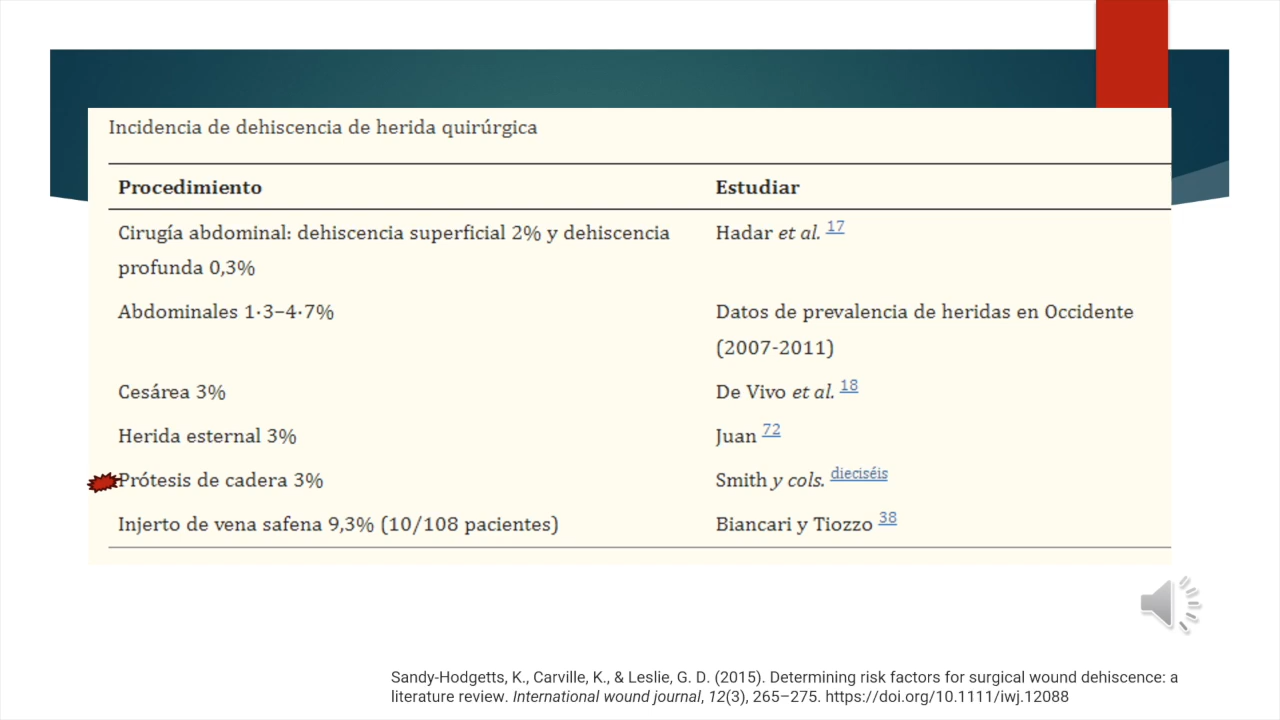 Incidencia de dehiscencia de herida quirúrgica
Procedimiento Estudiar
Cirugía abdominal: dehiscencia superficial 2% y dehiscencia Hadar et al. 17
profunda 0,3%
Abdominales 1·3–4·7% Datos de prevalencia de heridas en Occidente
(2007-2011)
Cesárea 3% De Vivo et al. 18
Herida esternal 3% Juan 72
Prótesis de cadera 3% Smith y cols. dieciséis
Injerto de vena safena 9,3% (10/108 pacientes) Biancari y Tiozzo 38
Sandy-Hodgetts, K., Carville, K., & Leslie, G. D. (2015). Determining risk factors for surgical wound dehiscence: a
literature review. International wound journal, 12(3), 265–275. https://doi.org/10.1111/iwj.12088